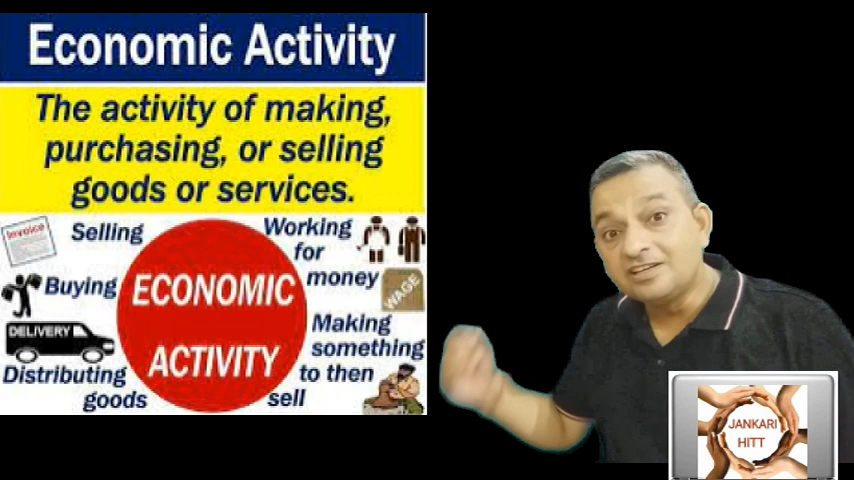 Economic Activity
The activity of making,
purchasing, or selling
goods or services.
Invoice
Selling
Working
for
money
WAGE
Buying
ECONOMIC
ACTIVITY
DELIVERY
Making
something
to then
sell
Distributing
goods
JANKARI
HITT